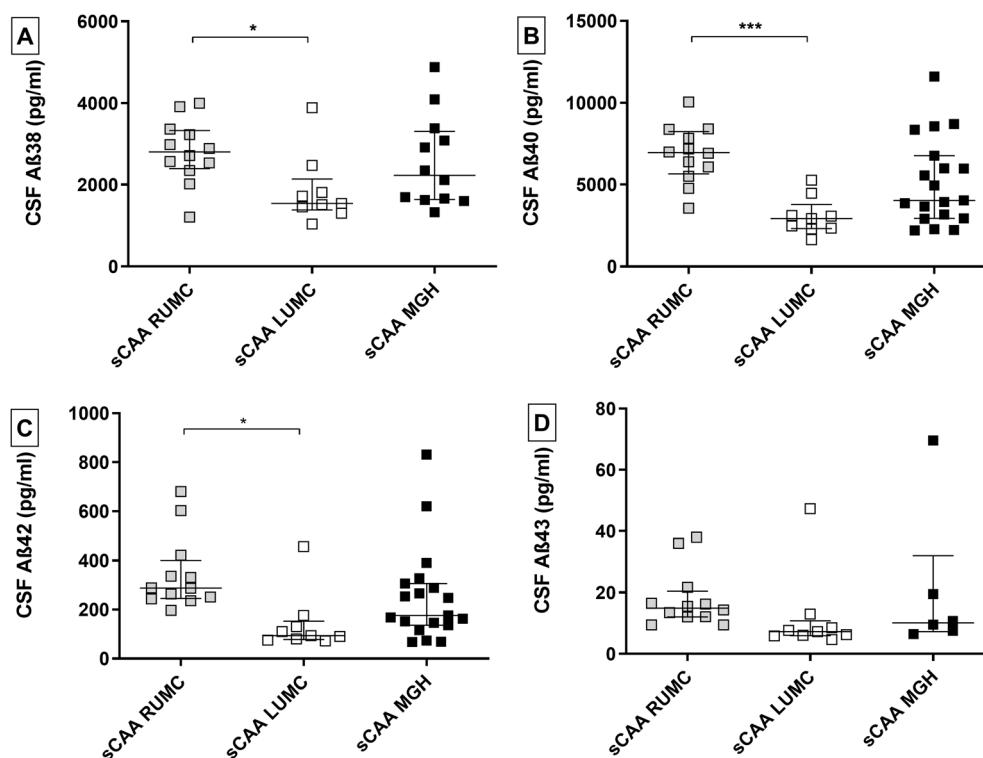 A
CSF Aß38 (pg/ml)
6000
4000
2000
0
*
sCAA RUMC
sCAA LUMC
sCAA MGH
B
CSF Aß40 (pg/ml)
15000
10000
5000
0
***
sCAA RUMC
sCAA LUMC
sCAA MGH
C
CSF Aß42 (pg/ml)
1000
800
600
400
200
0
*
sCAA RUMC
sCAA LUMC
sCAA MGH
D
CSF Aß43 (pg/ml)
80
60
40
20
0
sCAA RUMC
sCAA LUMC
sCAA MGH